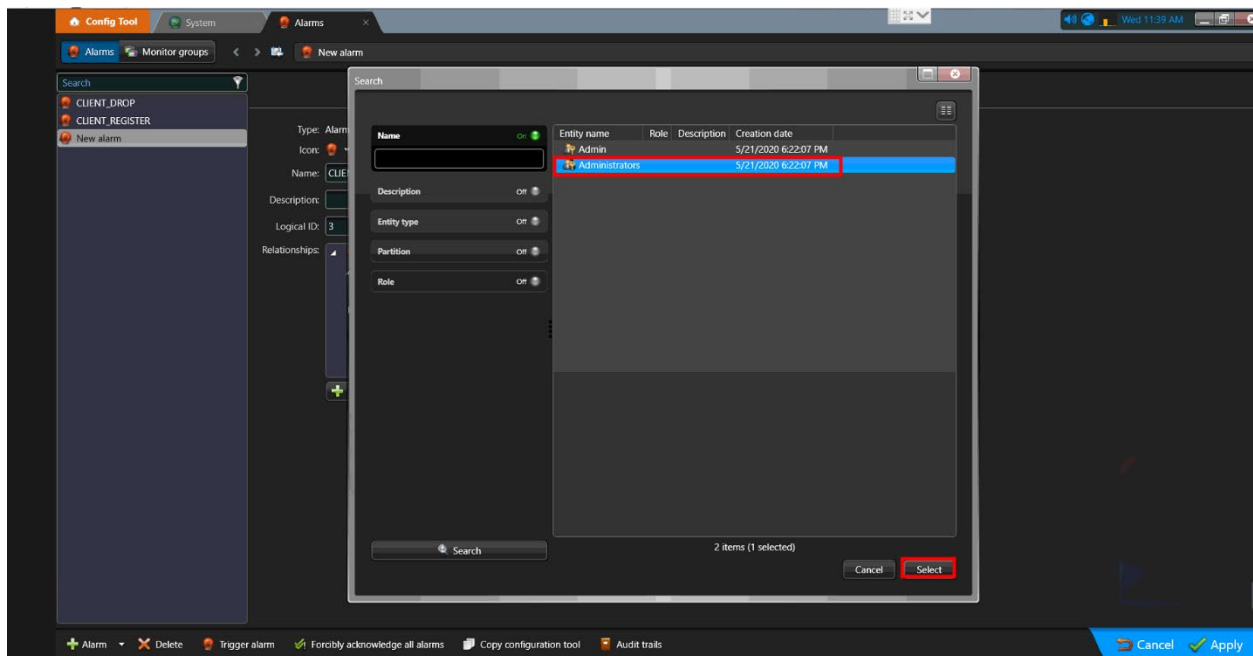 Config Tool
System
Alarms
Wed 11:39 AM
Alarms
Monitor groups
New alarm
Search
CLIENT_DROP
CLIENT_REGISTER
New alarm
Type: Alarm
Icon:
Name: CLIE
Description:
Logical ID: 3
Relationships:
Search
Name On
Description Off
Entity type Off
Partition Off
Role Off
Search
Entity name Role Description Creation date
Admin 5/21/2020 6:22:07 PM
Administrators 5/21/2020 6:22:07 PM
2 items (1 selected)
Cancel Select
Alarm Delete Trigger alarm Forcibly acknowledge all alarms Copy configuration tool Audit trails
Cancel Apply